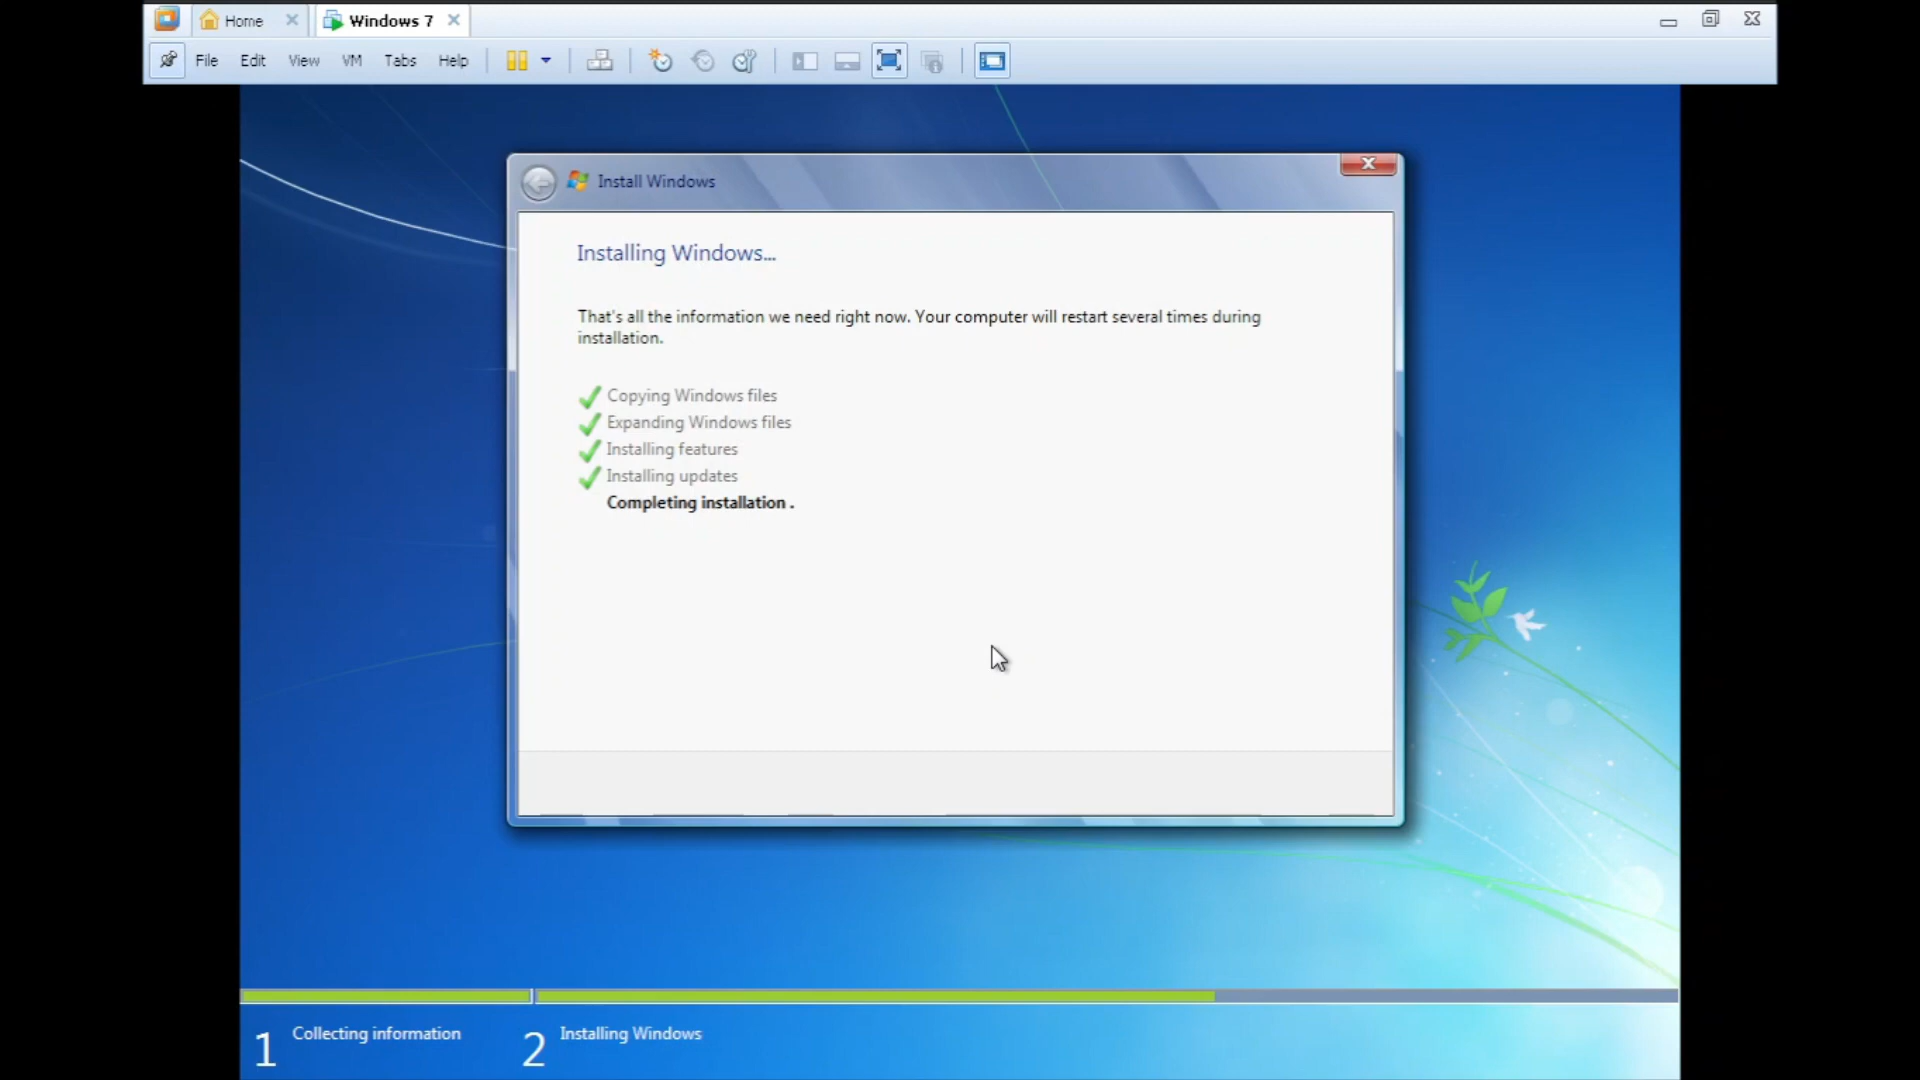 Home
Windows 7
File Edit View VM Tabs Help
Install Windows
Installing Windows...
That's all the information we need right now. Your computer will restart several times during
installation.
Copying Windows files
Expanding Windows files
Installing features
Installing updates
Completing installation .
1 Collecting information
2 Installing Windows